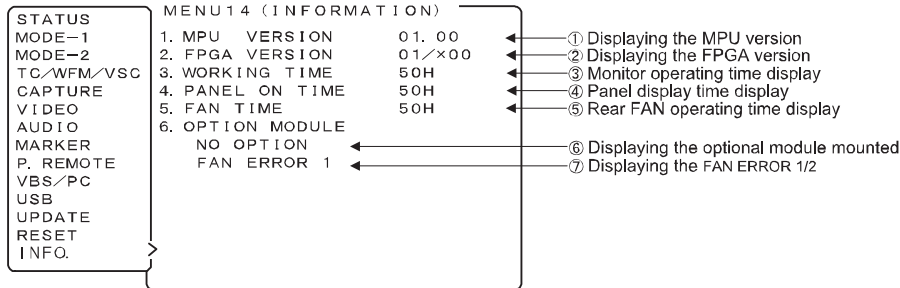 STATUS
MODE-1
MODE-2
TC/WFM/VSC
CAPTURE
VIDEO
AUDIO
MARKER
P. REMOTE
VBS/PC
USB
UPDATE
RESET
INFO.
MENU14 (INFORMATION)
1. MPU VERSION 01. 00
2. FPGA VERSION 01/×00
3. WORKING TIME 50H
4. PANEL ON TIME 50H
5. FAN TIME 50H
6. OPTION MODULE
NO OPTION
FAN ERROR 1
① Displaying the MPU version
② Displaying the FPGA version
③ Monitor operating time display
④ Panel display time display
⑤ Rear FAN operating time display
⑥ Displaying the optional module mounted
⑦ Displaying the FAN ERROR 1/2